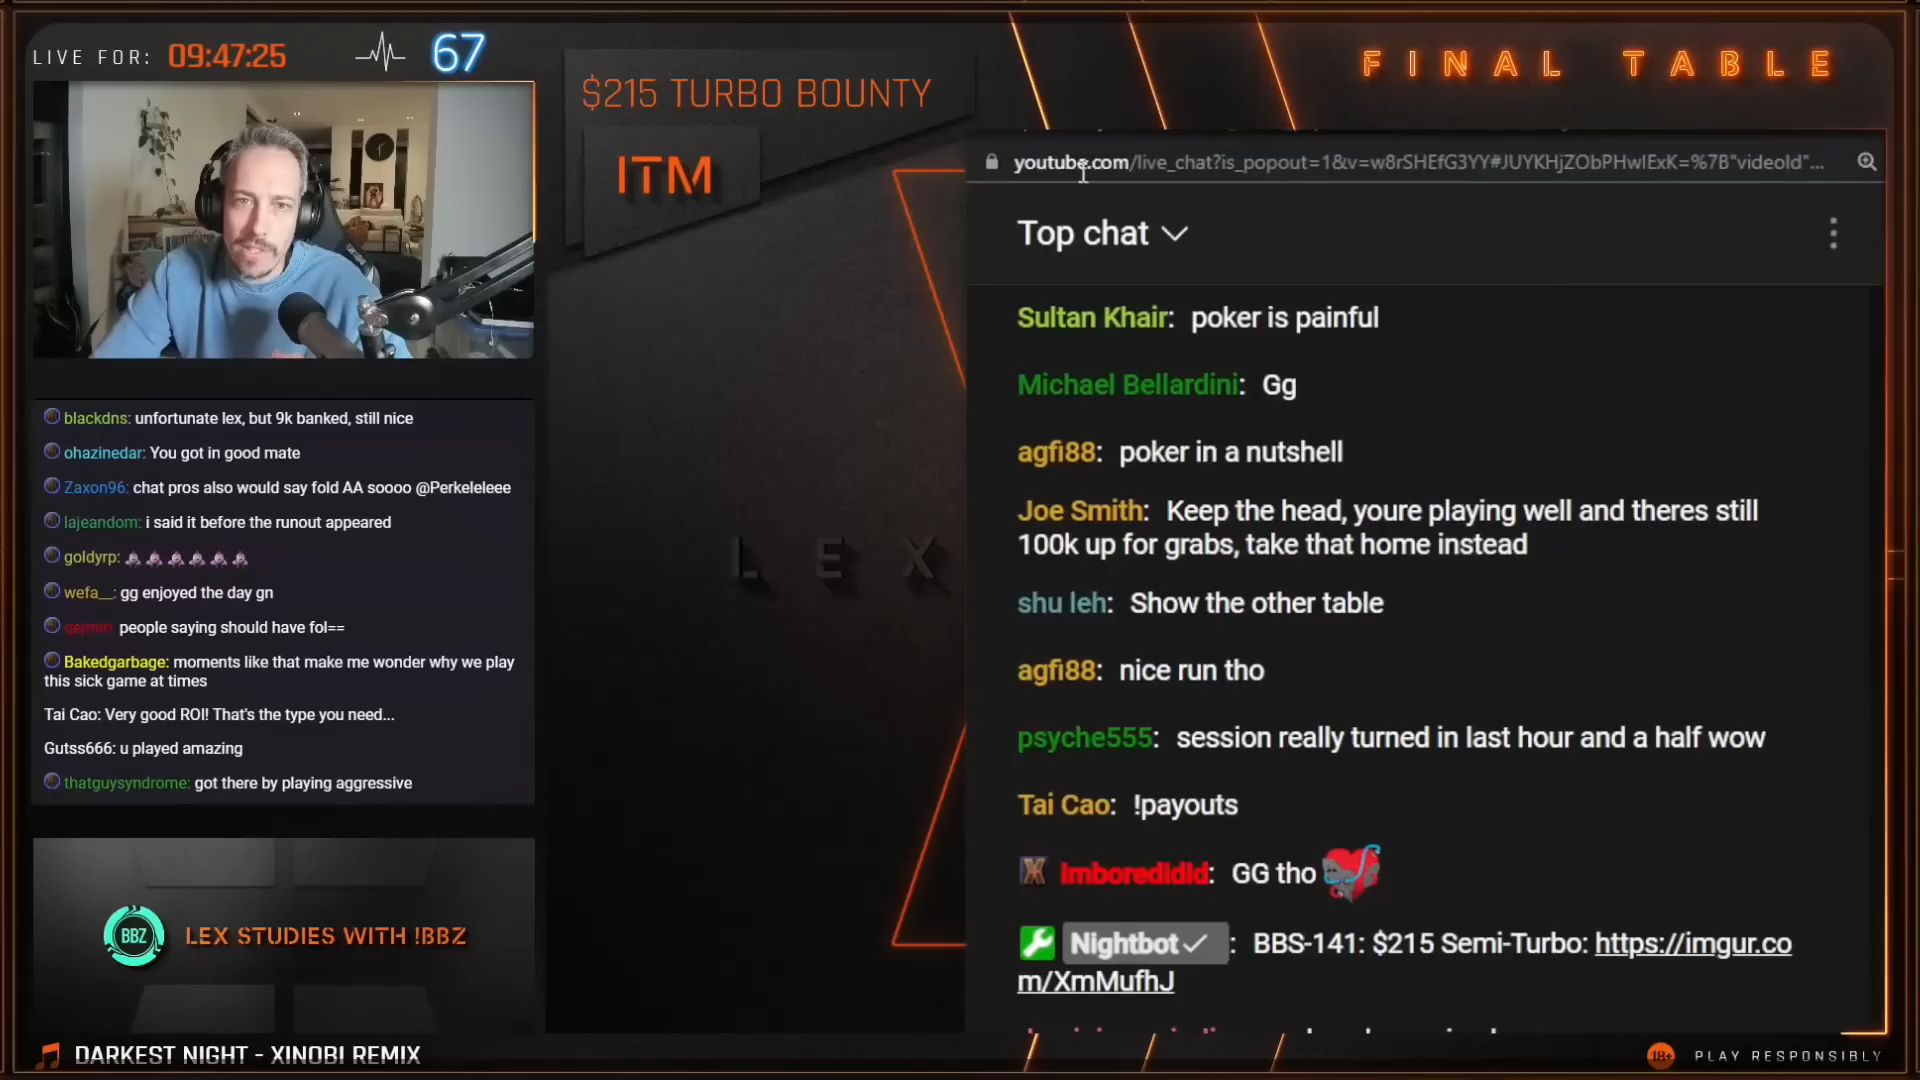 LIVE FOR: 09:47:25 67
$215 TURBO BOUNTY
ITM
FINAL TABLE
blackdns: unfortunate lex, but 9k banked, still nice
ohazinedar: You got in good mate
Zaxon96: chat pros also would say fold AA soooo @Perkeleleee
lajeandom: i said it before the runout appeared
goldyrp:
wefa__: gg enjoyed the day gn
people saying should have fol==
Bakedgarbage: moments like that make me wonder why we play
this sick game at times
Tai Cao: Very good ROI! That's the type you need...
Gutss666: u played amazing
thatguysyndrome: got there by playing aggressive
BBZ LEX STUDIES WITH !BBZ
DARKEST NIGHT - XINOBI REMIX
LEX
youtube.com/live_chat?is_popout=1&v=w8rSHEfG3YY#JUYKHjZObPHwIExK=%7B"videoId"...
Top chat
Sultan Khair: poker is painful
Michael Bellardini: Gg
agfi88: poker in a nutshell
Joe Smith: Keep the head, youre playing well and theres still
100k up for grabs, take that home instead
shu leh: Show the other table
agfi88: nice run tho
psyche555: session really turned in last hour and a half wow
Tai Cao: !payouts
Imboredidld: GG tho
Nightbot: BBS-141: $215 Semi-Turbo: https://imgur.co
m/XmMufhJ
18+ PLAY RESPONSIBLY